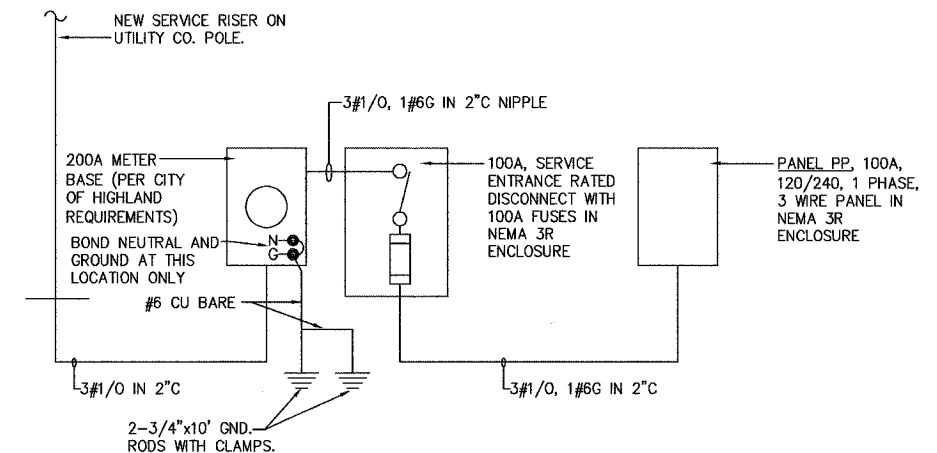 NEW SERVICE RISER ON
UTILITY CO. POLE.
3#1/0, 1#6G IN 2"C NIPPLE
200A METER
BASE (PER CITY
OF HIGHLAND
REQUIREMENTS)
BOND NEUTRAL AND
GROUND AT THIS
LOCATION ONLY
N
G
100A, SERVICE
ENTRANCE RATED
DISCONNECT WITH
100A FUSES IN
NEMA 3R
ENCLOSURE
PANEL PP, 100A,
120/240, 1 PHASE,
3 WIRE PANEL IN
NEMA 3R
ENCLOSURE
#6 CU BARE
3#1/0 IN 2"C
3#1/0, 1#6G IN 2"C
2-3/4"x10' GND.
RODS WITH CLAMPS.